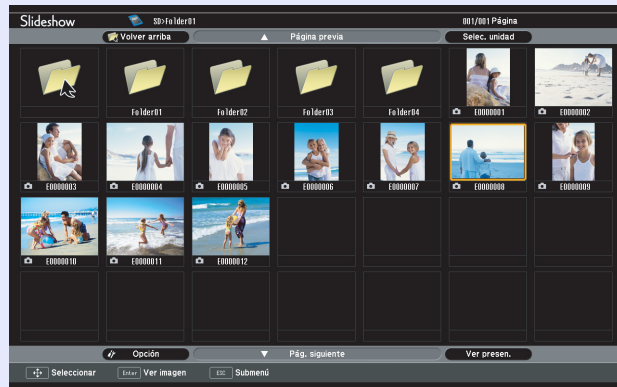 Slideshow SD>Folder01 001/001 Página
Volver arriba Página previa Selec. unidad
Folder01 Folder02 Folder03 Folder04 E0000001 E0000002
E0000003 E0000004 E0000005 E0000006 E0000007 E0000008 E0000009
E0000010 E0000011 E0000012
Opción Pág. siguiente Ver presen.
Seleccionar Enter Ver imagen ESC Submenú